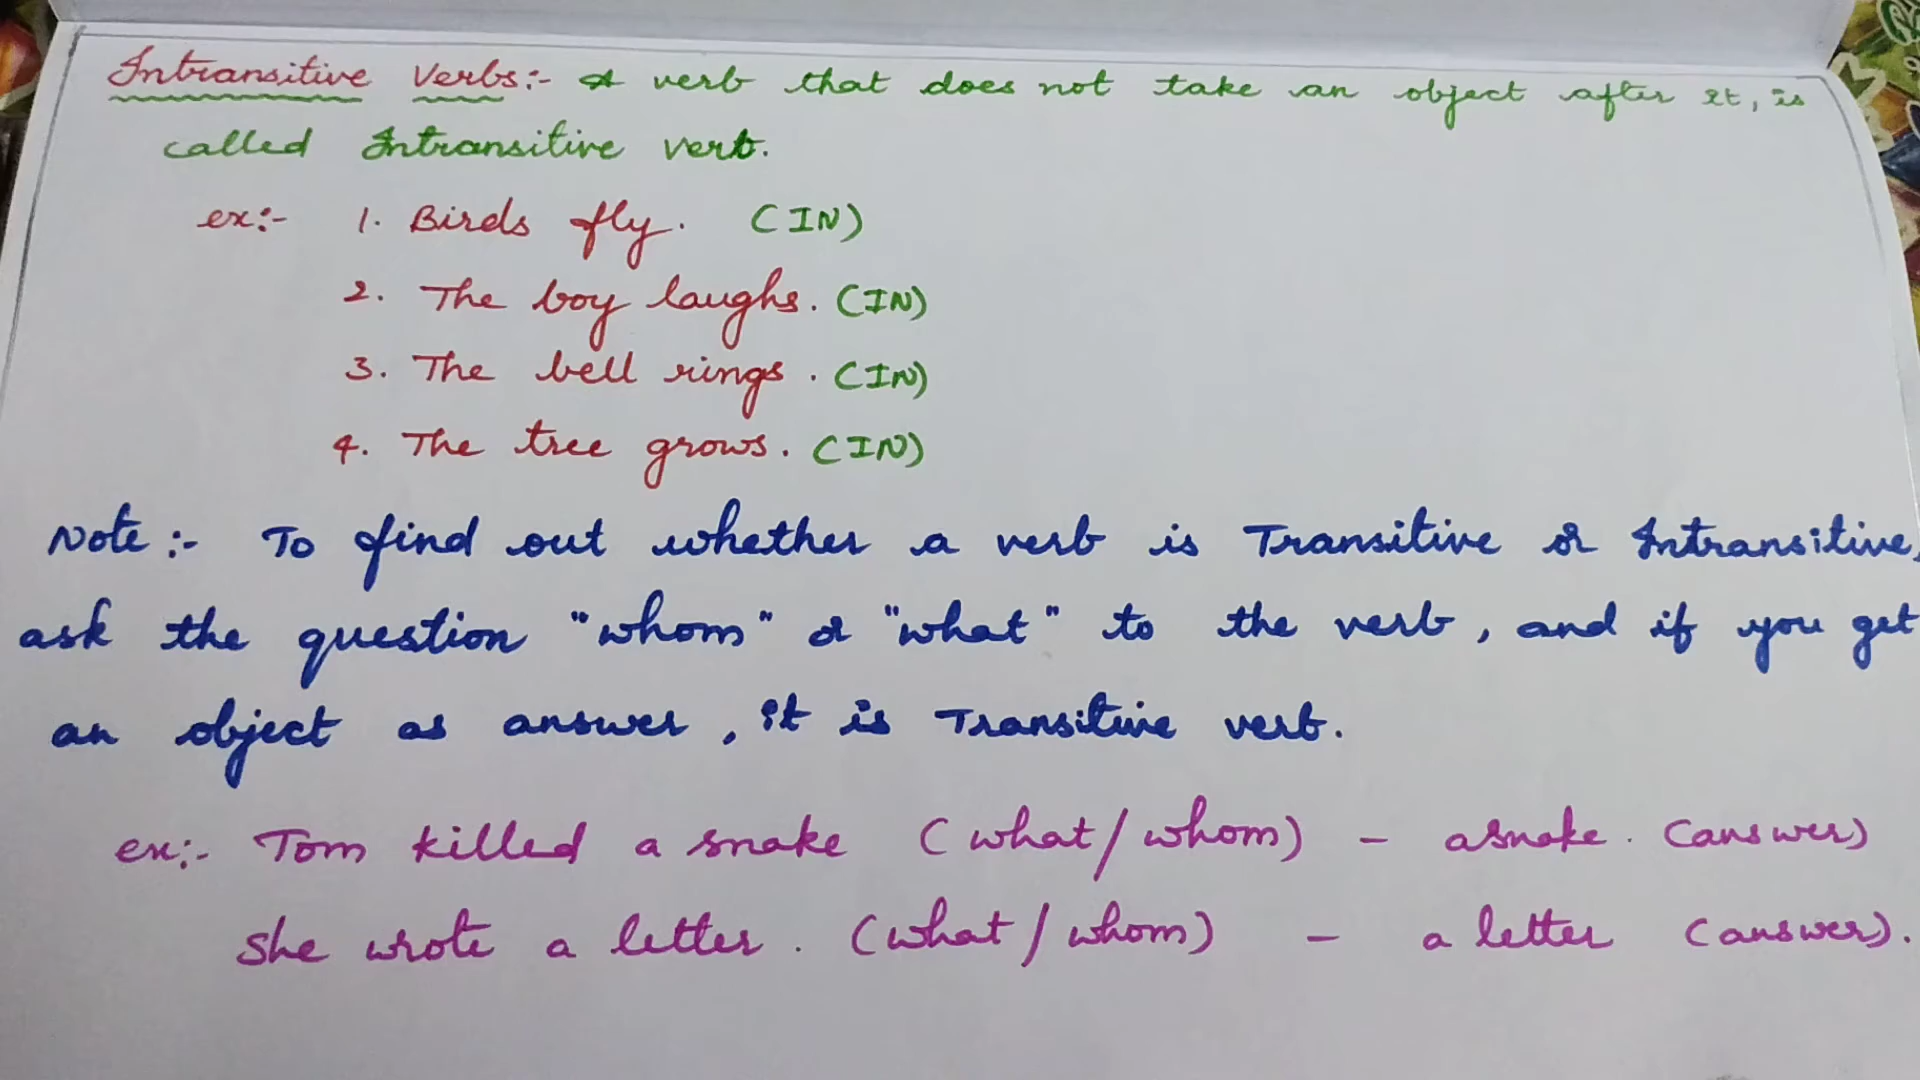 Intransitive Verbs:- A verb that does not take an object after it, is
called Intransitive verb.
ex:- 1. Birds fly. (IN)
2. The boy laughs. (IN)
3. The bell rings. (IN)
4. The tree grows. (IN)
Note:- To find out whether a verb is Transitive or Intransitive,
ask the question "whom" or "what" to the verb, and if you get
an object as answer, it is Transitive verb.
ex:- Tom killed a snake (what/whom) - a snake. (answer)
She wrote a letter. (what/whom) - a letter (answer).